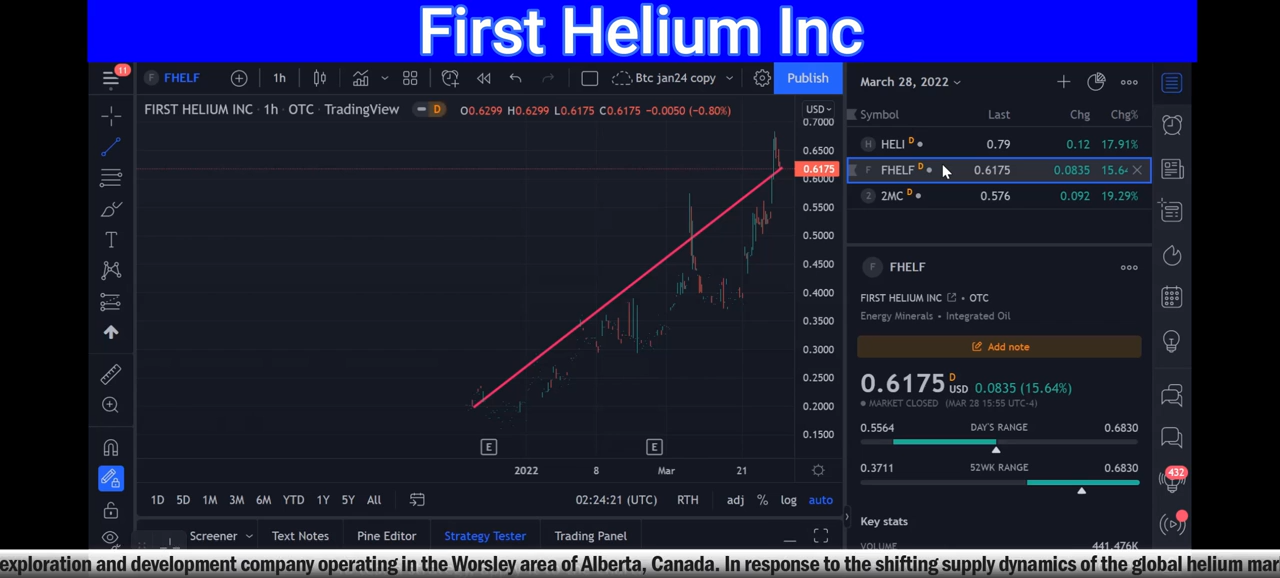 First Helium Inc
11
F FHELF
1h
Btc jan24 copy
Publish
March 28, 2022
FIRST HELIUM INC · 1h · OTC · TradingView
D
O0.6299 H0.6299 L0.6175 C0.6175 -0.0050 (-0.80%)
USD
Symbol Last Chg Chg%
H HELI D 0.79 0.12 17.91%
F FHELF D 0.6175 0.0835 15.64
2 2MC D 0.576 0.092 19.29%
0.7000
0.6500
0.6175
0.6000
0.5500
0.5000
0.4500
0.4000
0.3500
0.3000
0.2500
0.2000
0.1500
F FHELF
FIRST HELIUM INC • OTC
Energy Minerals • Integrated Oil
Add note
0.6175 D USD 0.0835 (15.64%)
MARKET CLOSED (MAR 28 15:55 UTC-4)
0.5564 DAY'S RANGE 0.6830
0.3711 52WK RANGE 0.6830
Key stats
VOLUME 441.476K
432
T
E E
2022 8 Mar 21
1D 5D 1M 3M 6M YTD 1Y 5Y All
02:24:21 (UTC) RTH adj % log auto
Screener Text Notes Pine Editor Strategy Tester Trading Panel
exploration and development company operating in the Worsley area of Alberta, Canada. In response to the shifting supply dynamics of the global helium mar